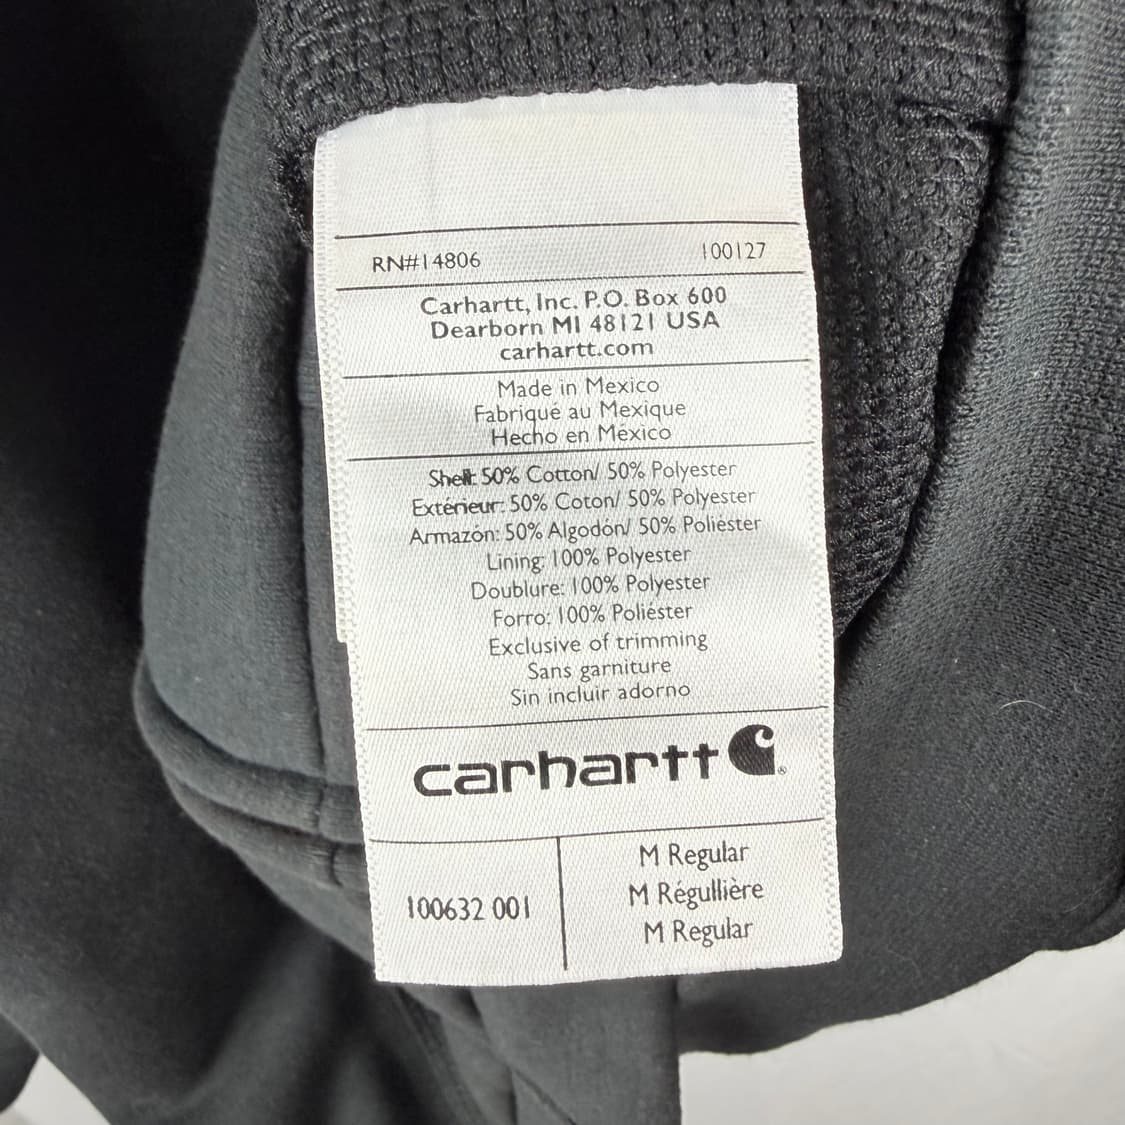 RN#14806 100127
Carhartt, Inc. P.O. Box 600
Dearborn MI 48121 USA
carhartt.com
Made in Mexico
Fabriqué au Mexique
Hecho en México
Shell: 50% Cotton/ 50% Polyester
Extérieur: 50% Coton/ 50% Polyester
Armazón: 50% Algodón/ 50% Poliéster
Lining: 100% Polyester
Doublure: 100% Polyester
Forro: 100% Poliéster
Exclusive of trimming
Sans garniture
Sin incluir adorno
carhartt ®
100632 001
M Regular
M Régullière
M Regular